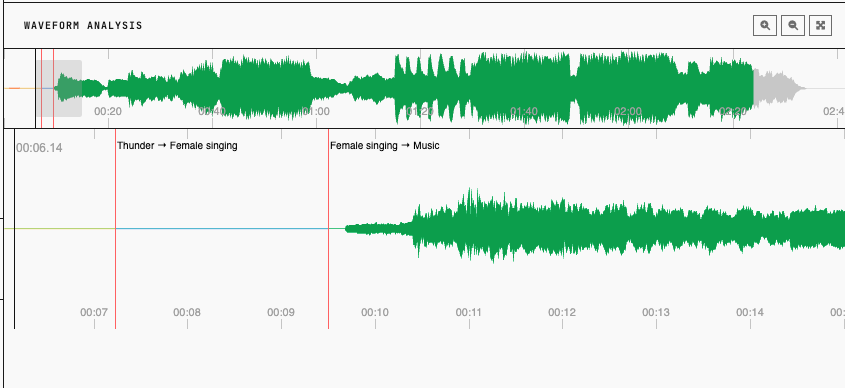 WAVEFORM ANALYSIS
00:20 00:40 01:00 01:20 01:40 02:00 02:20 02:4
00:06.14 Thunder → Female singing Female singing → Music
00:07 00:08 00:09 00:10 00:11 00:12 00:13 00:14 00: